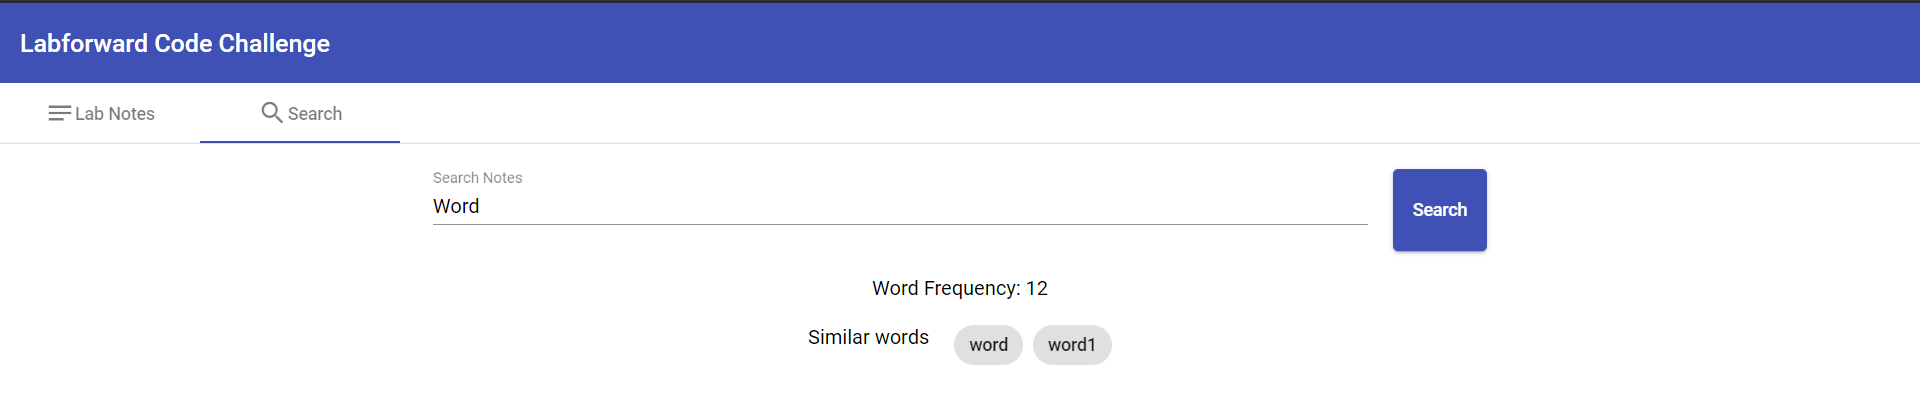 Labforward Code Challenge
Lab Notes Search
Search Notes
Word
Search
Word Frequency: 12
Similar words word word1